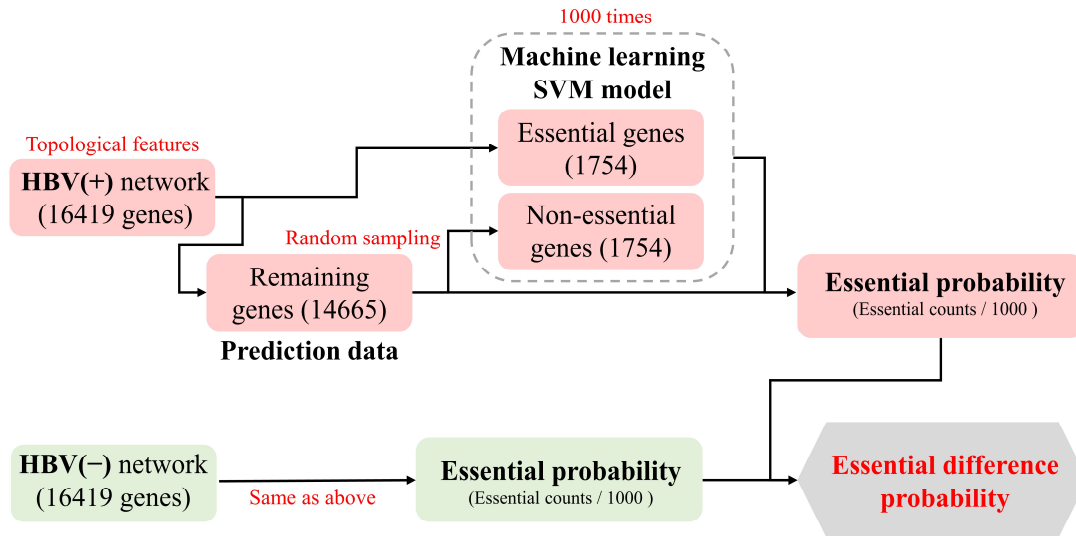 1000 times
Machine learning
SVM model
Essential genes
(1754)
Topological features
HBV(+) network
(16419 genes)
Non-essential
genes (1754)
Random sampling
Remaining
genes (14665)
Prediction data
Essential probability
(Essential counts / 1000 )
HBV(−) network
(16419 genes)
Same as above
Essential probability
(Essential counts / 1000 )
Essential difference
probability